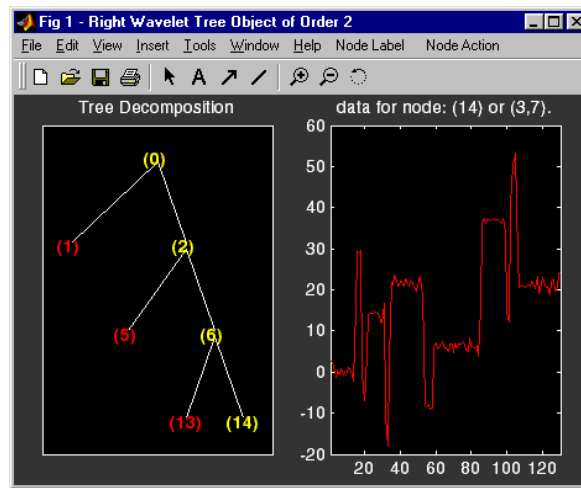 Fig 1 - Right Wavelet Tree Object of Order 2
File Edit View Insert Tools Window Help Node Label Node Action
A
Tree Decomposition
(0)
(1)
(2)
(5)
(6)
(13)
(14)
data for node: (14) or (3,7).
60
50
40
30
20
10
0
-10
-20
20 40 60 80 100 120